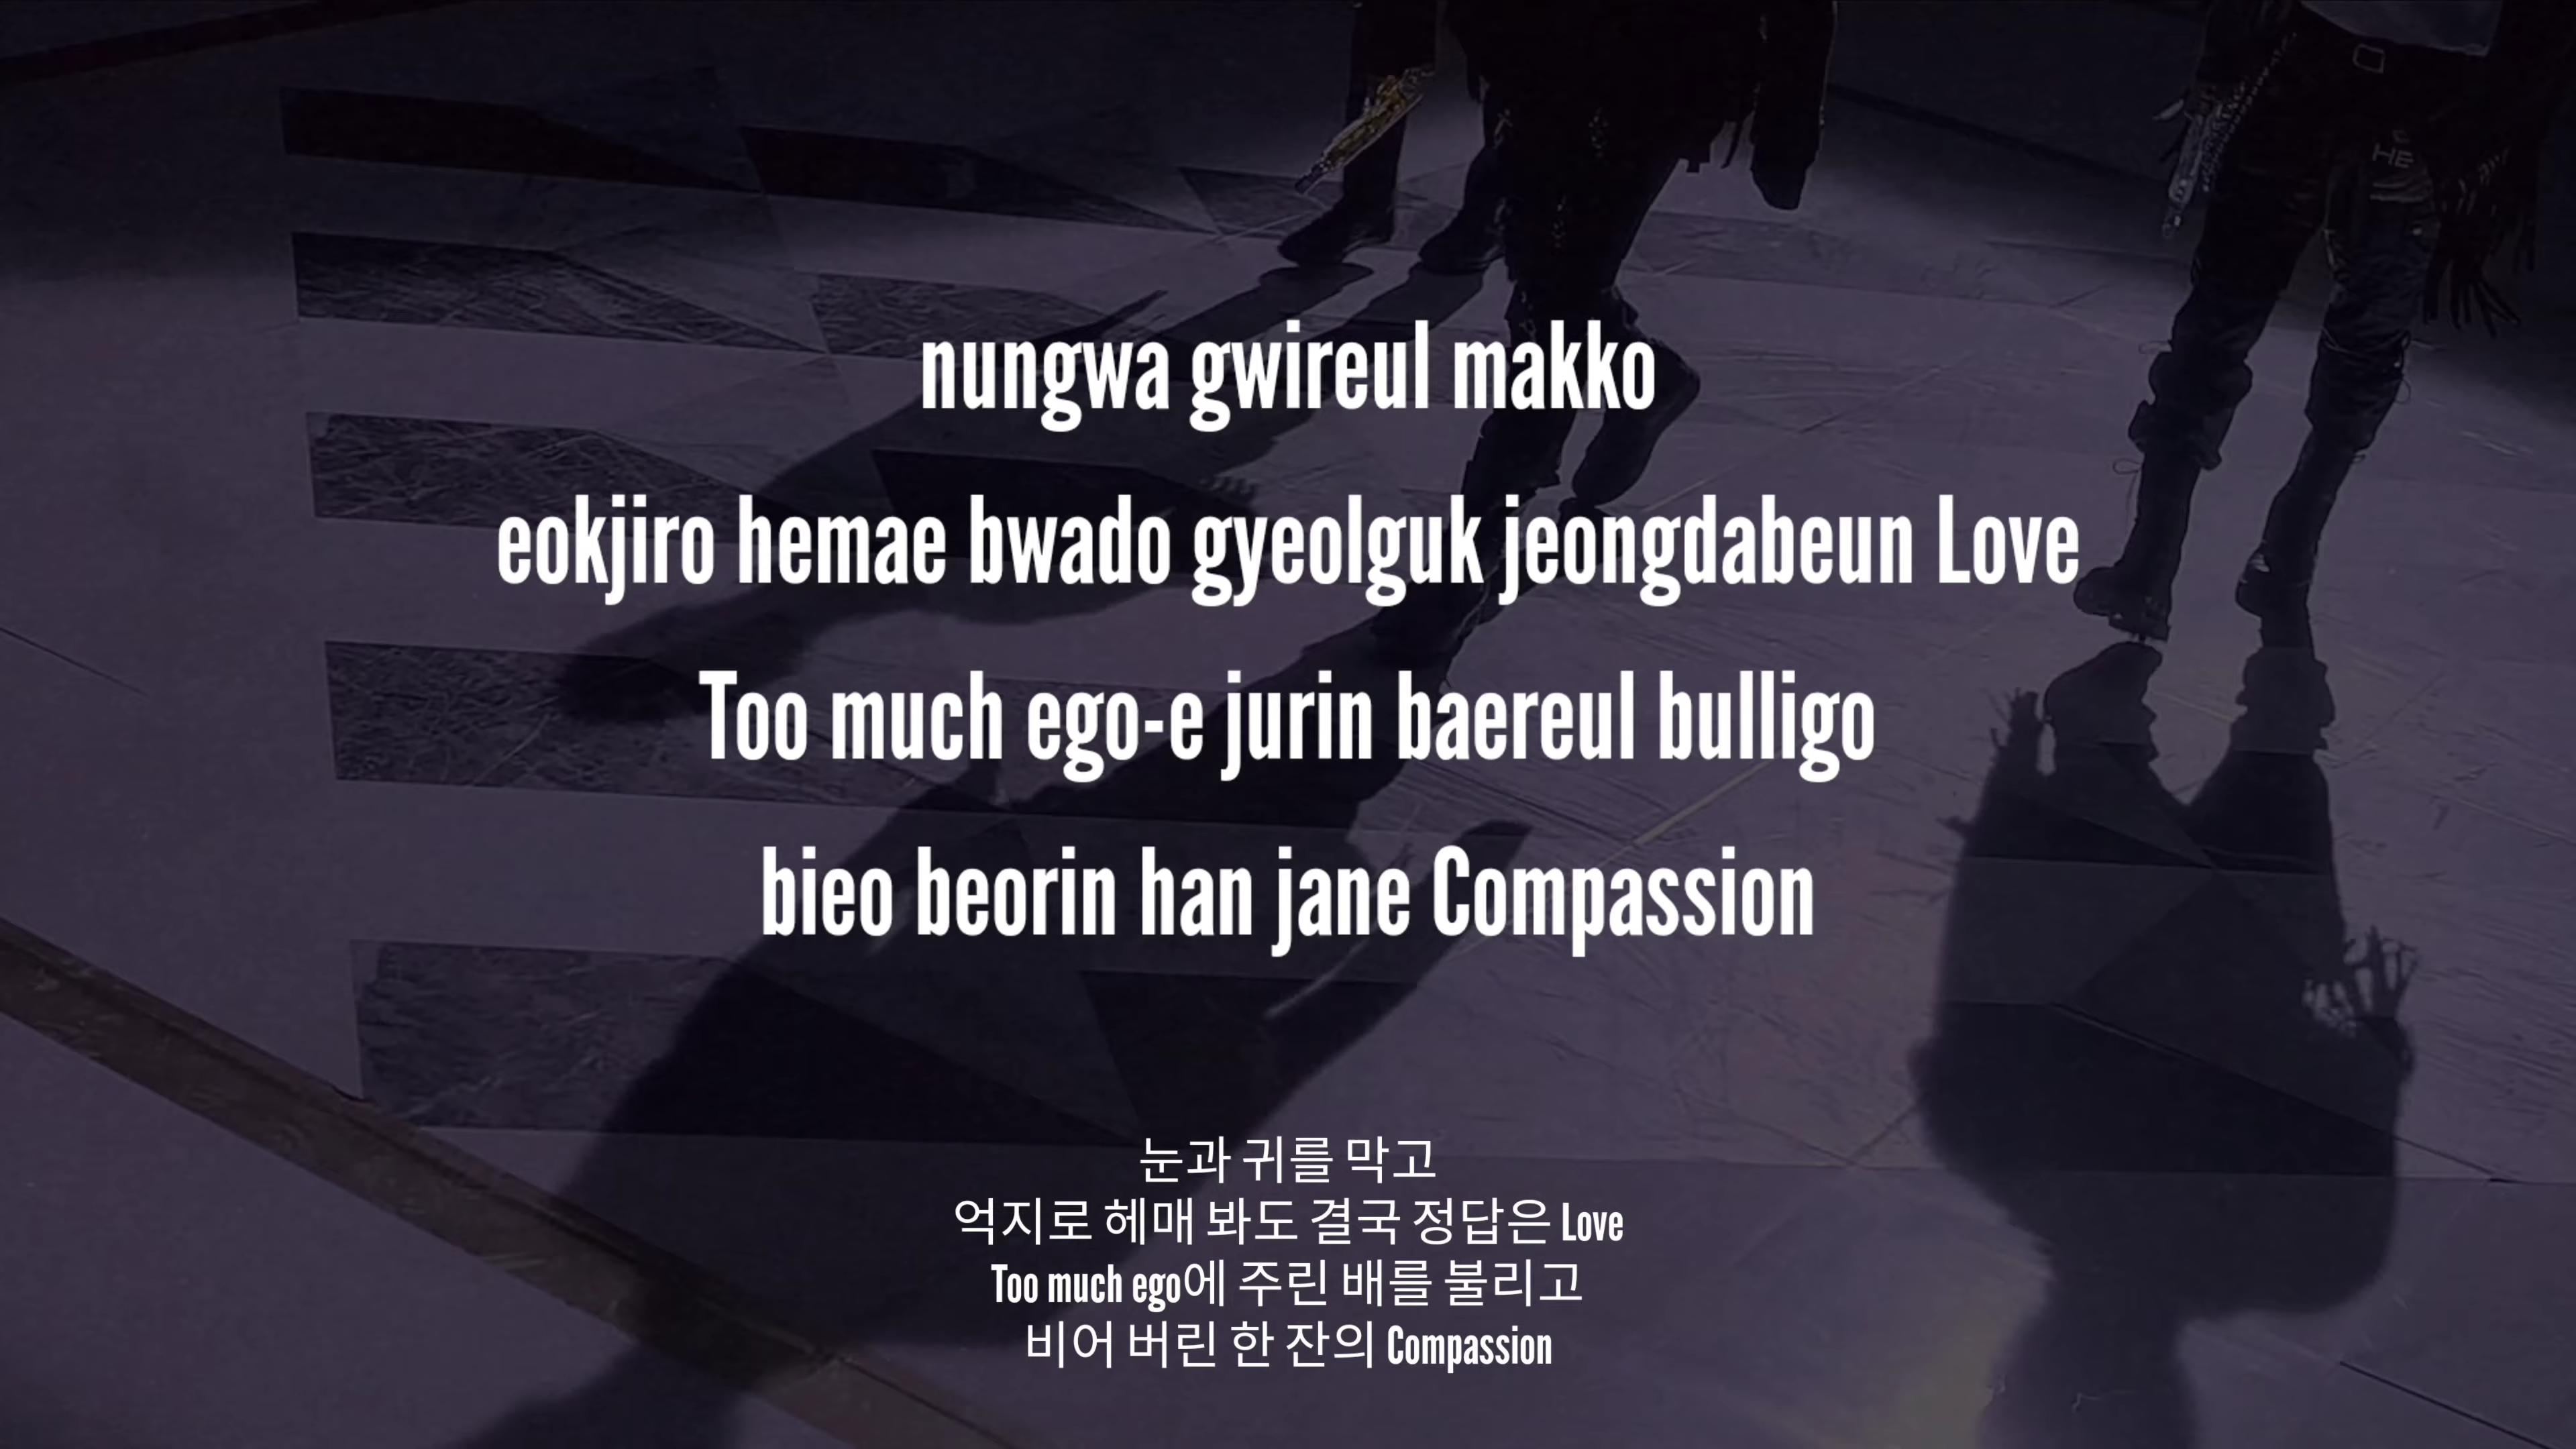 nungwa gwireul makko
eokjiro hemae bwado gyeolguk jeongdabeun Love
Too much ego-e jurin baereul bulligo
bieo beorin han jane Compassion
눈과 귀를 막고
억지로 헤매 봐도 결국 정답은 Love
Too much ego에 주린 배를 불리고
비어 버린 한 잔의 Compassion
HE